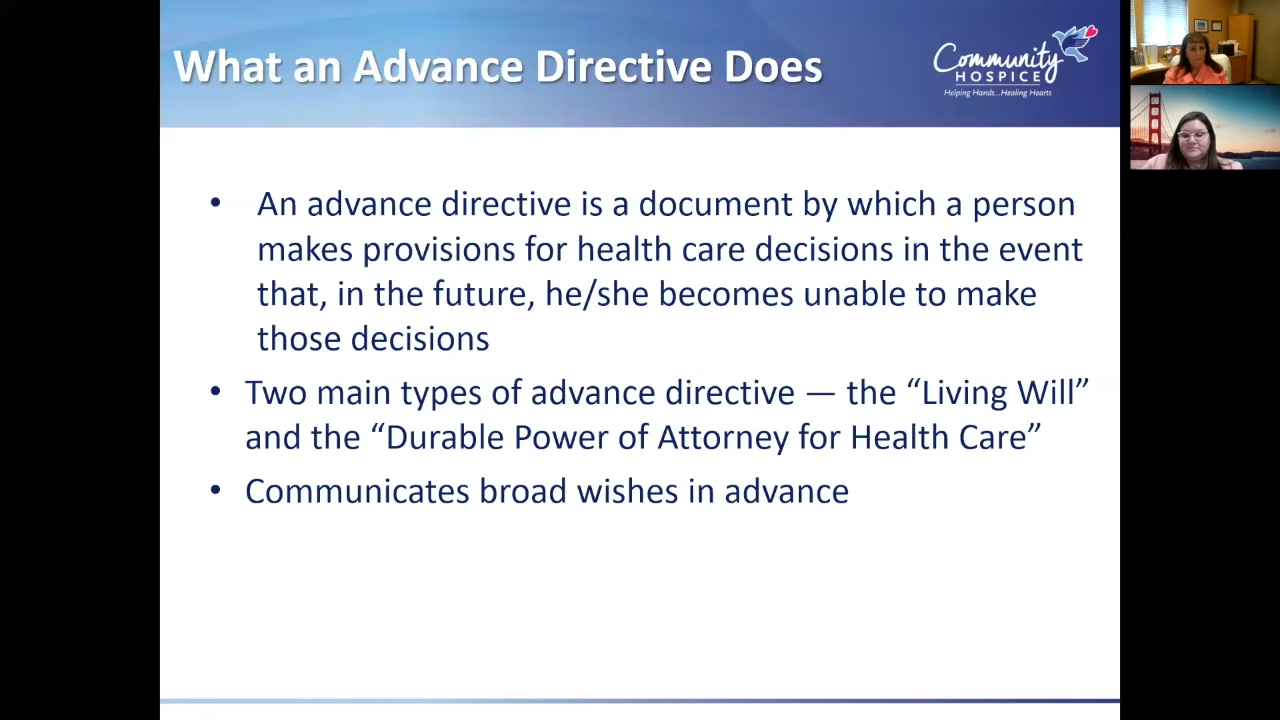 What an Advance Directive Does
Community
HOSPICE
Helping Hands...Healing Hearts
• An advance directive is a document by which a person
makes provisions for health care decisions in the event
that, in the future, he/she becomes unable to make
those decisions
• Two main types of advance directive — the “Living Will”
and the “Durable Power of Attorney for Health Care”
• Communicates broad wishes in advance